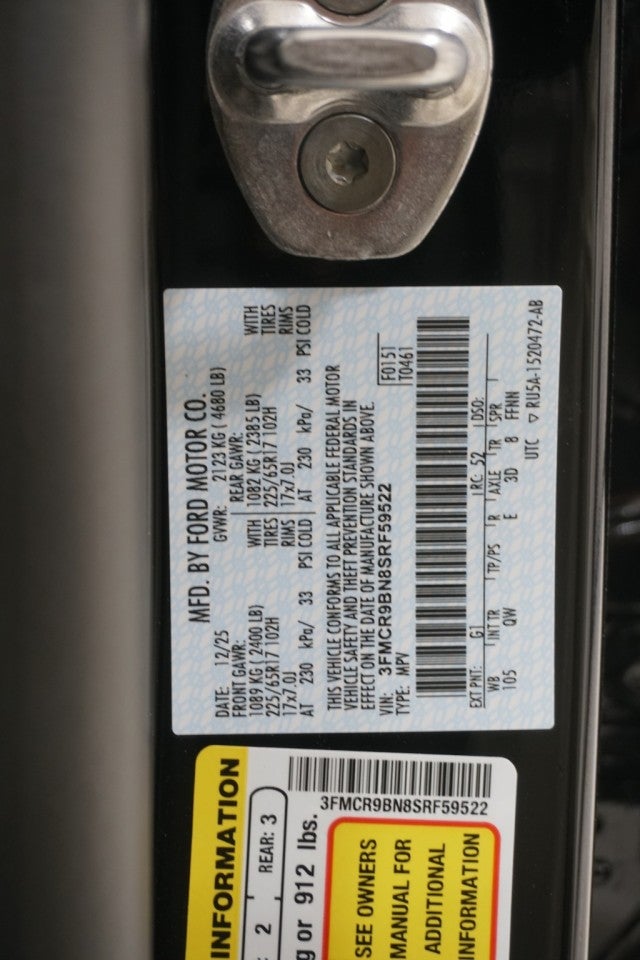 MFD. BY FORD MOTOR CO.
DATE: 12/25 GVWR: 2123 KG ( 4680 LB)
FRONT GAWR: REAR GAWR:
1089 KG ( 2400 LB) WITH 1082 KG ( 2385 LB) WITH
225/65R17 102H TIRES 225/65R17 102H TIRES
17x7.0J RIMS 17x7.0J RIMS
AT 230 kPa/ 33 PSI COLD AT 230 kPa/ 33 PSI COLD
THIS VEHICLE CONFORMS TO ALL APPLICABLE FEDERAL MOTOR
VEHICLE SAFETY AND THEFT PREVENTION STANDARDS IN
EFFECT ON THE DATE OF MANUFACTURE SHOWN ABOVE.
VIN: 3FMCR9BN8SRF59522 F0151
TYPE: MPV T0461
EXT PNT: G1 RC: 52 DSO:
WB INT TR TP/PS R AXLE TR SPR
105 QW E 3D 8 FFNN
UTC ▽ RU5A-1520472-AB
INFORMATION
2 REAR: 3
g or 912 lbs.
3FMCR9BN8SRF59522
SEE OWNERS
MANUAL FOR
ADDITIONAL
INFORMATION